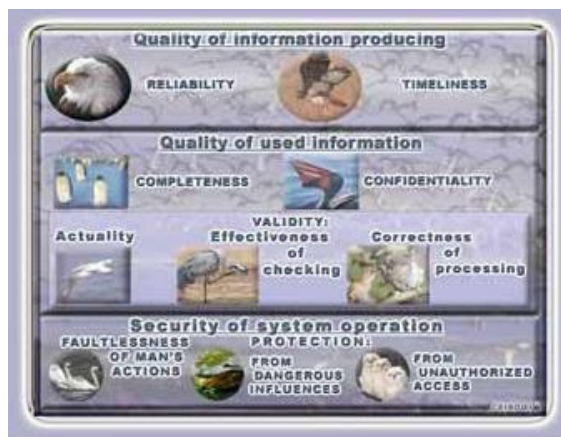 Quality of information producing
RELIABILITY
TIMELINESS
Quality of used information
COMPLETENESS
CONFIDENTIALITY
VALIDITY:
Actuality
Effectiveness
of
checking
Correctness
of
processing
Security of system operation
FAULTLESSNESS
OF MAN'S
ACTIONS
PROTECTION:
FROM
DANGEROUS
INFLUENCES
FROM
UNAUTHORIZED
ACCESS